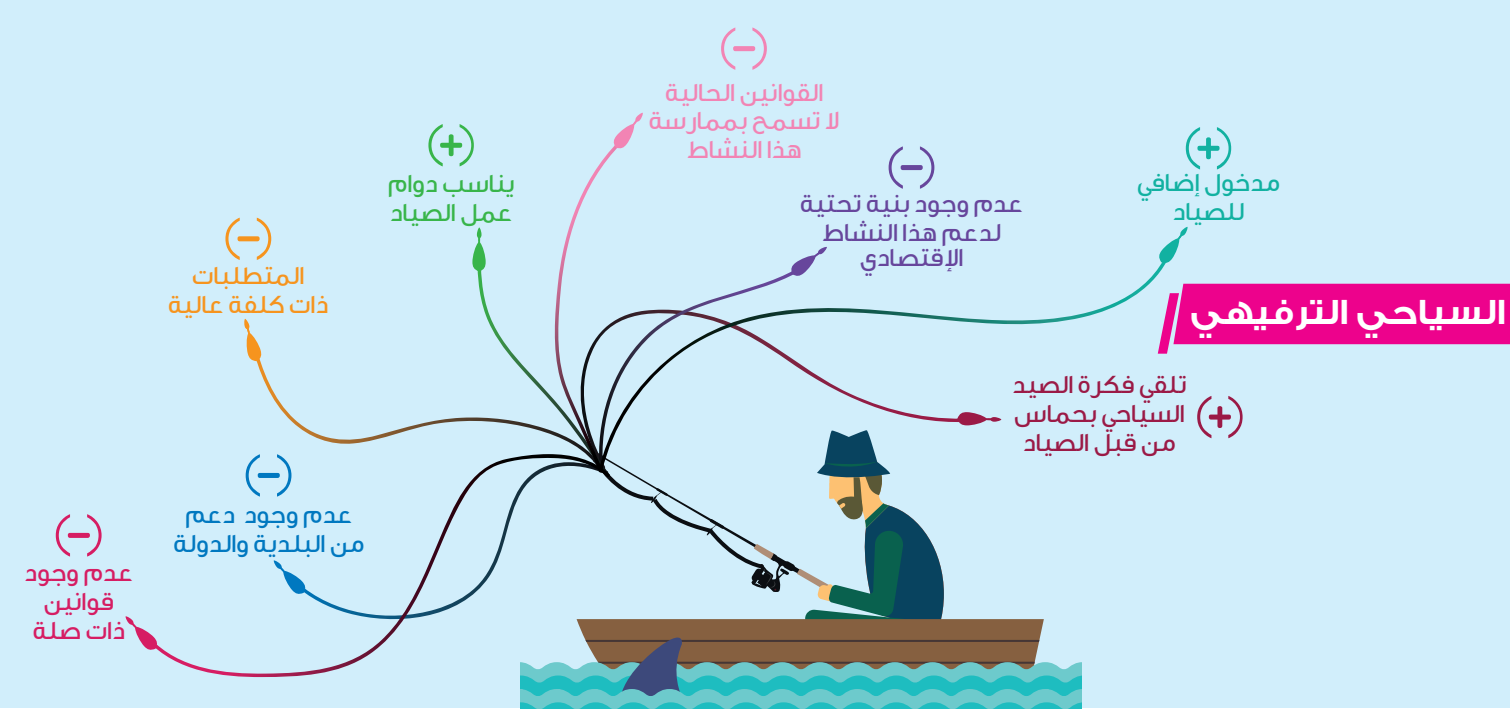 السياحي الترفيهي
(+)
مدخول إضافي
للصياد
(+)
تلقي فكرة الصيد
السياحي بحماس
من قبل الصياد
(-)
عدم وجود بنية تحتية
لدعم هذا النشاط
الإقتصادي
(-)
القوانين الحالية
لا تسمح بممارسة
هذا النشاط
(+)
يناسب دوام
عمل الصياد
(-)
المتطلبات
ذات كلفة عالية
(-)
عدم وجود دعم
من البلدية والدولة
(-)
عدم وجود
قوانين
ذات صلة